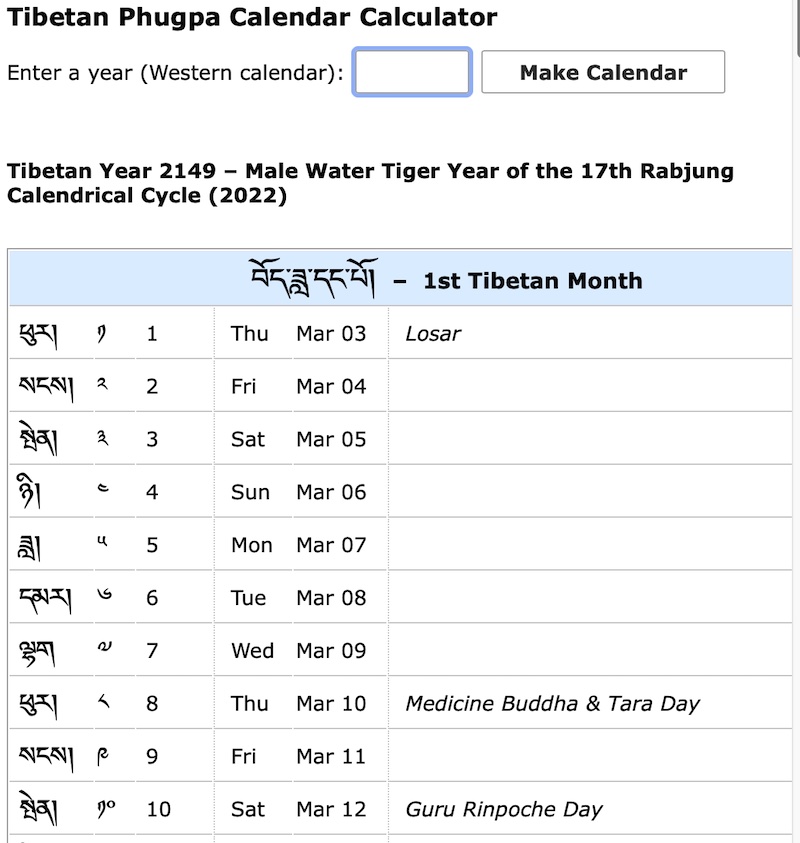 Tibetan Phugpa Calendar Calculator
Enter a year (Western calendar): Make Calendar
Tibetan Year 2149 – Male Water Tiger Year of the 17th Rabjung
Calendrical Cycle (2022)
བོད་ཟླ་དང་པོ། – 1st Tibetan Month
ཕུར། ༡ 1 Thu Mar 03 Losar
སངས། ༢ 2 Fri Mar 04
སྤེན། ༣ 3 Sat Mar 05
ཉི། ༤ 4 Sun Mar 06
ཟླ། ༥ 5 Mon Mar 07
དམར། ༦ 6 Tue Mar 08
ལྷག ༧ 7 Wed Mar 09
ཕུར། ༨ 8 Thu Mar 10 Medicine Buddha & Tara Day
སངས། ༩ 9 Fri Mar 11
སྤེན། ༡༠ 10 Sat Mar 12 Guru Rinpoche Day